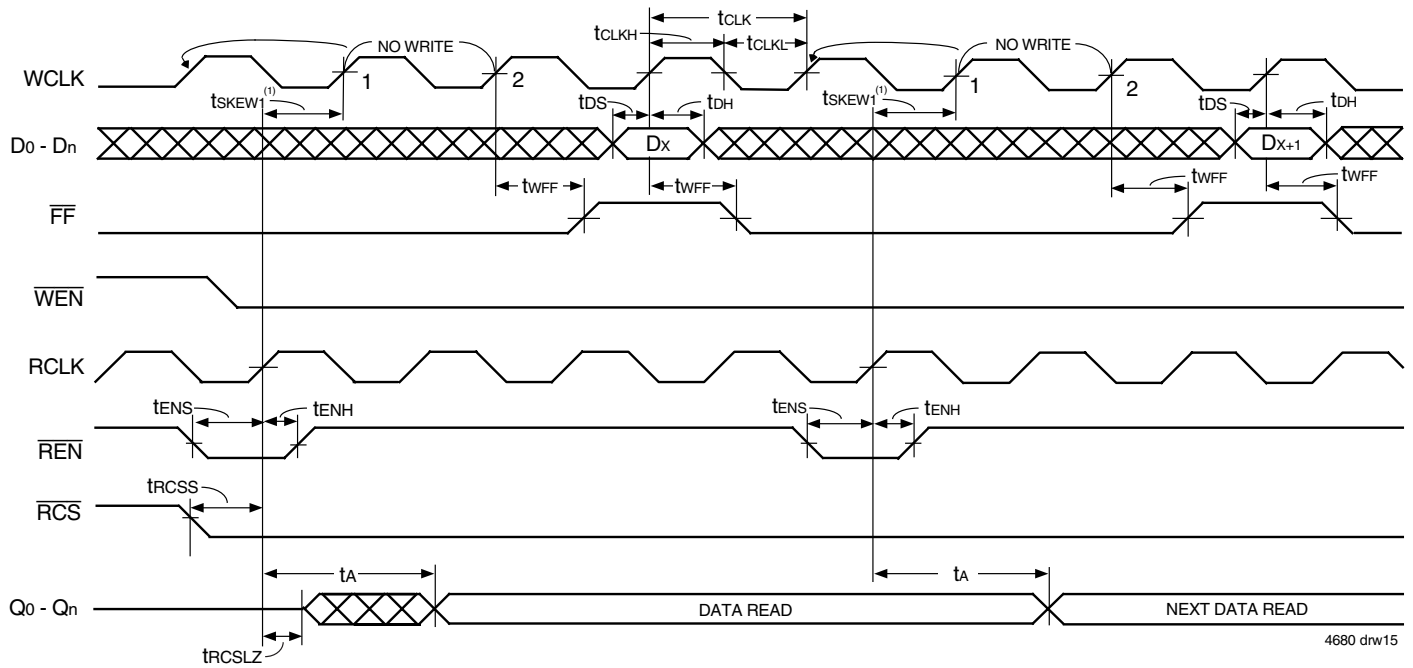 tCLK
tCLKH
tCLKL
NO WRITE
NO WRITE
WCLK
1
2
1
2
tSKEW1(1)
tDS
tDH
tSKEW1(1)
tDS
tDH
D0 - Dn
DX
DX+1
tWFF
tWFF
tWFF
tWFF
FF
WEN
RCLK
tENS
tENH
tENS
tENH
REN
tRCSS
RCS
tA
tA
Q0 - Qn
DATA READ
NEXT DATA READ
tRCSLZ
4680 drw15